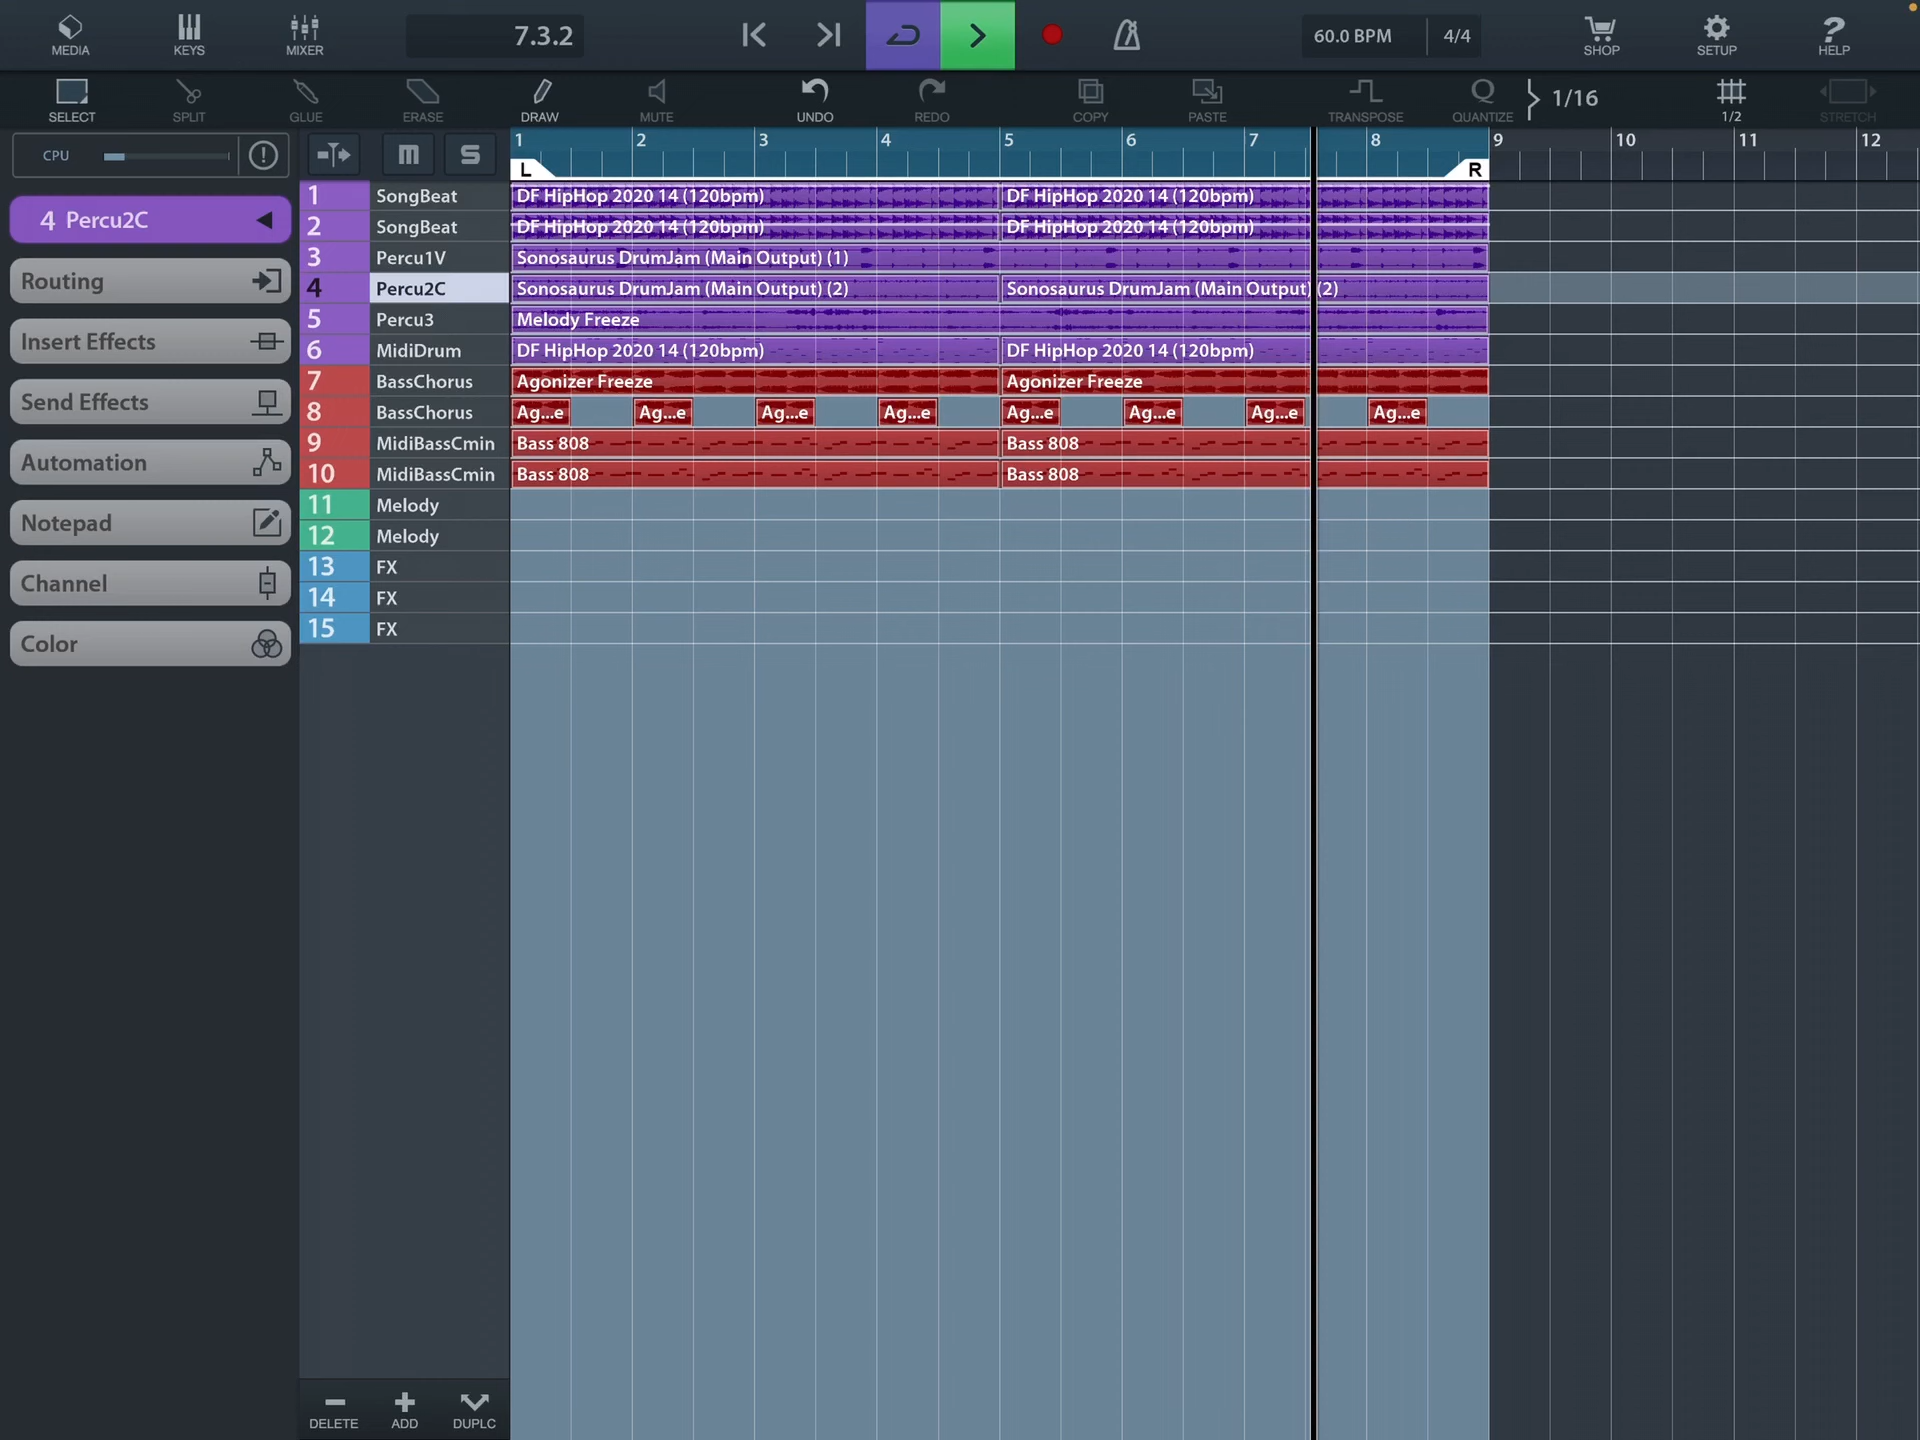 MEDIA
KEYS
MIXER
7.3.2
60.0 BPM
4/4
SHOP
SETUP
?
HELP
SELECT
SPLIT
GLUE
ERASE
DRAW
MUTE
UNDO
REDO
COPY
PASTE
TRANSPOSE
Q
QUANTIZE
1/16
1/2
STRETCH
CPU
M
S
1 2 3 4 5 6 7 8 9 10 11 12
L
R
4 Percu2C
Routing
Insert Effects
Send Effects
Automation
Notepad
Channel
Color
1 SongBeat DF HipHop 2020 14 (120bpm) DF HipHop 2020 14 (120bpm)
2 SongBeat DF HipHop 2020 14 (120bpm) DF HipHop 2020 14 (120bpm)
3 Percu1V Sonosaurus DrumJam (Main Output) (1)
4 Percu2C Sonosaurus DrumJam (Main Output) (2) Sonosaurus DrumJam (Main Output) (2)
5 Percu3 Melody Freeze
6 MidiDrum DF HipHop 2020 14 (120bpm) DF HipHop 2020 14 (120bpm)
7 BassChorus Agonizer Freeze Agonizer Freeze
8 BassChorus Ag...e Ag...e Ag...e Ag...e Ag...e Ag...e Ag...e Ag...e
9 MidiBassCmin Bass 808 Bass 808
10 MidiBassCmin Bass 808 Bass 808
11 Melody
12 Melody
13 FX
14 FX
15 FX
DELETE
ADD
DUPLC